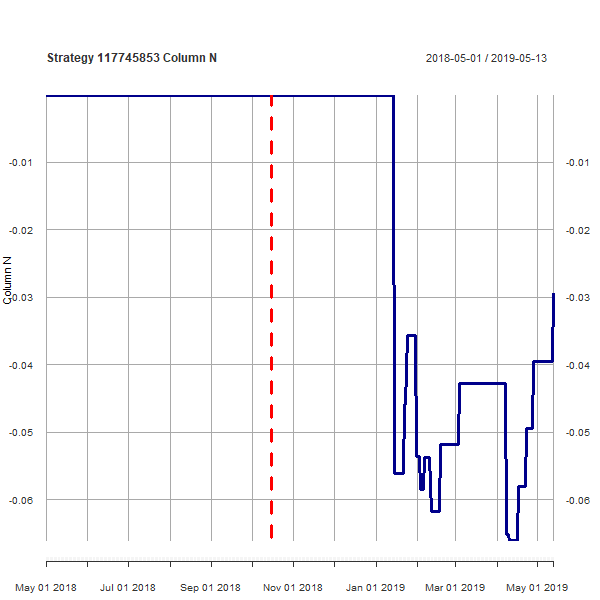 Strategy 117745853 Column N
2018-05-01 / 2019-05-13
-0.01 -0.01
-0.02 -0.02
Column N
-0.03 -0.03
-0.04 -0.04
-0.05 -0.05
-0.06 -0.06
May 01 2018 Jul 01 2018 Sep 01 2018 Nov 01 2018 Jan 01 2019 Mar 01 2019 May 01 2019